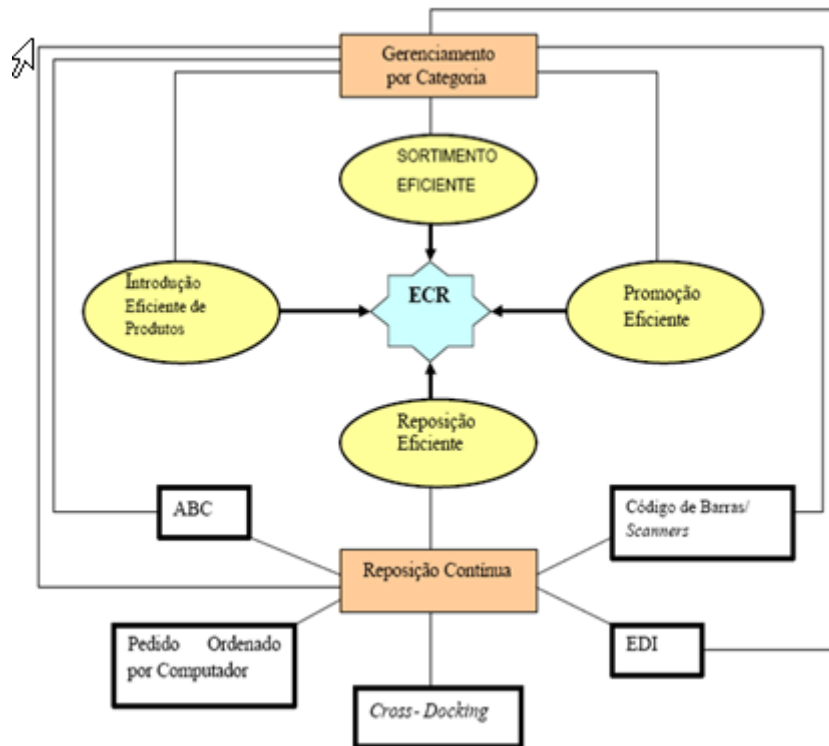 Gerenciamento
por Categoria
SORTIMENTO
EFICIENTE
Introdução
Eficiente de
Produtos
ECR
Promoção
Eficiente
Reposição
Eficiente
ABC
Código de Barras/
Scanners
Reposição Contínua
Pedido Ordenado
por Computador
EDI
Cross- Docking